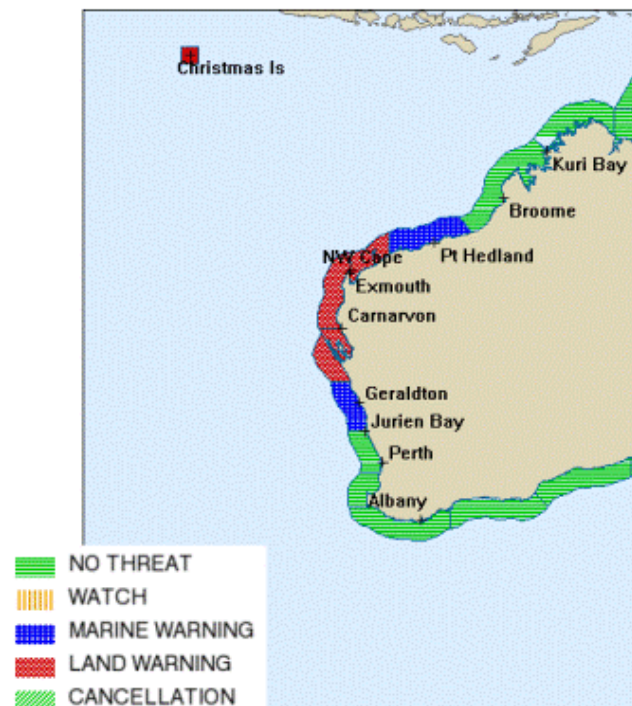 Christmas Is
Kuri Bay
Broome
Pt Hedland
NW Cape
Exmouth
Carnarvon
Geraldton
Jurien Bay
Perth
Albany
NO THREAT
WATCH
MARINE WARNING
LAND WARNING
CANCELLATION